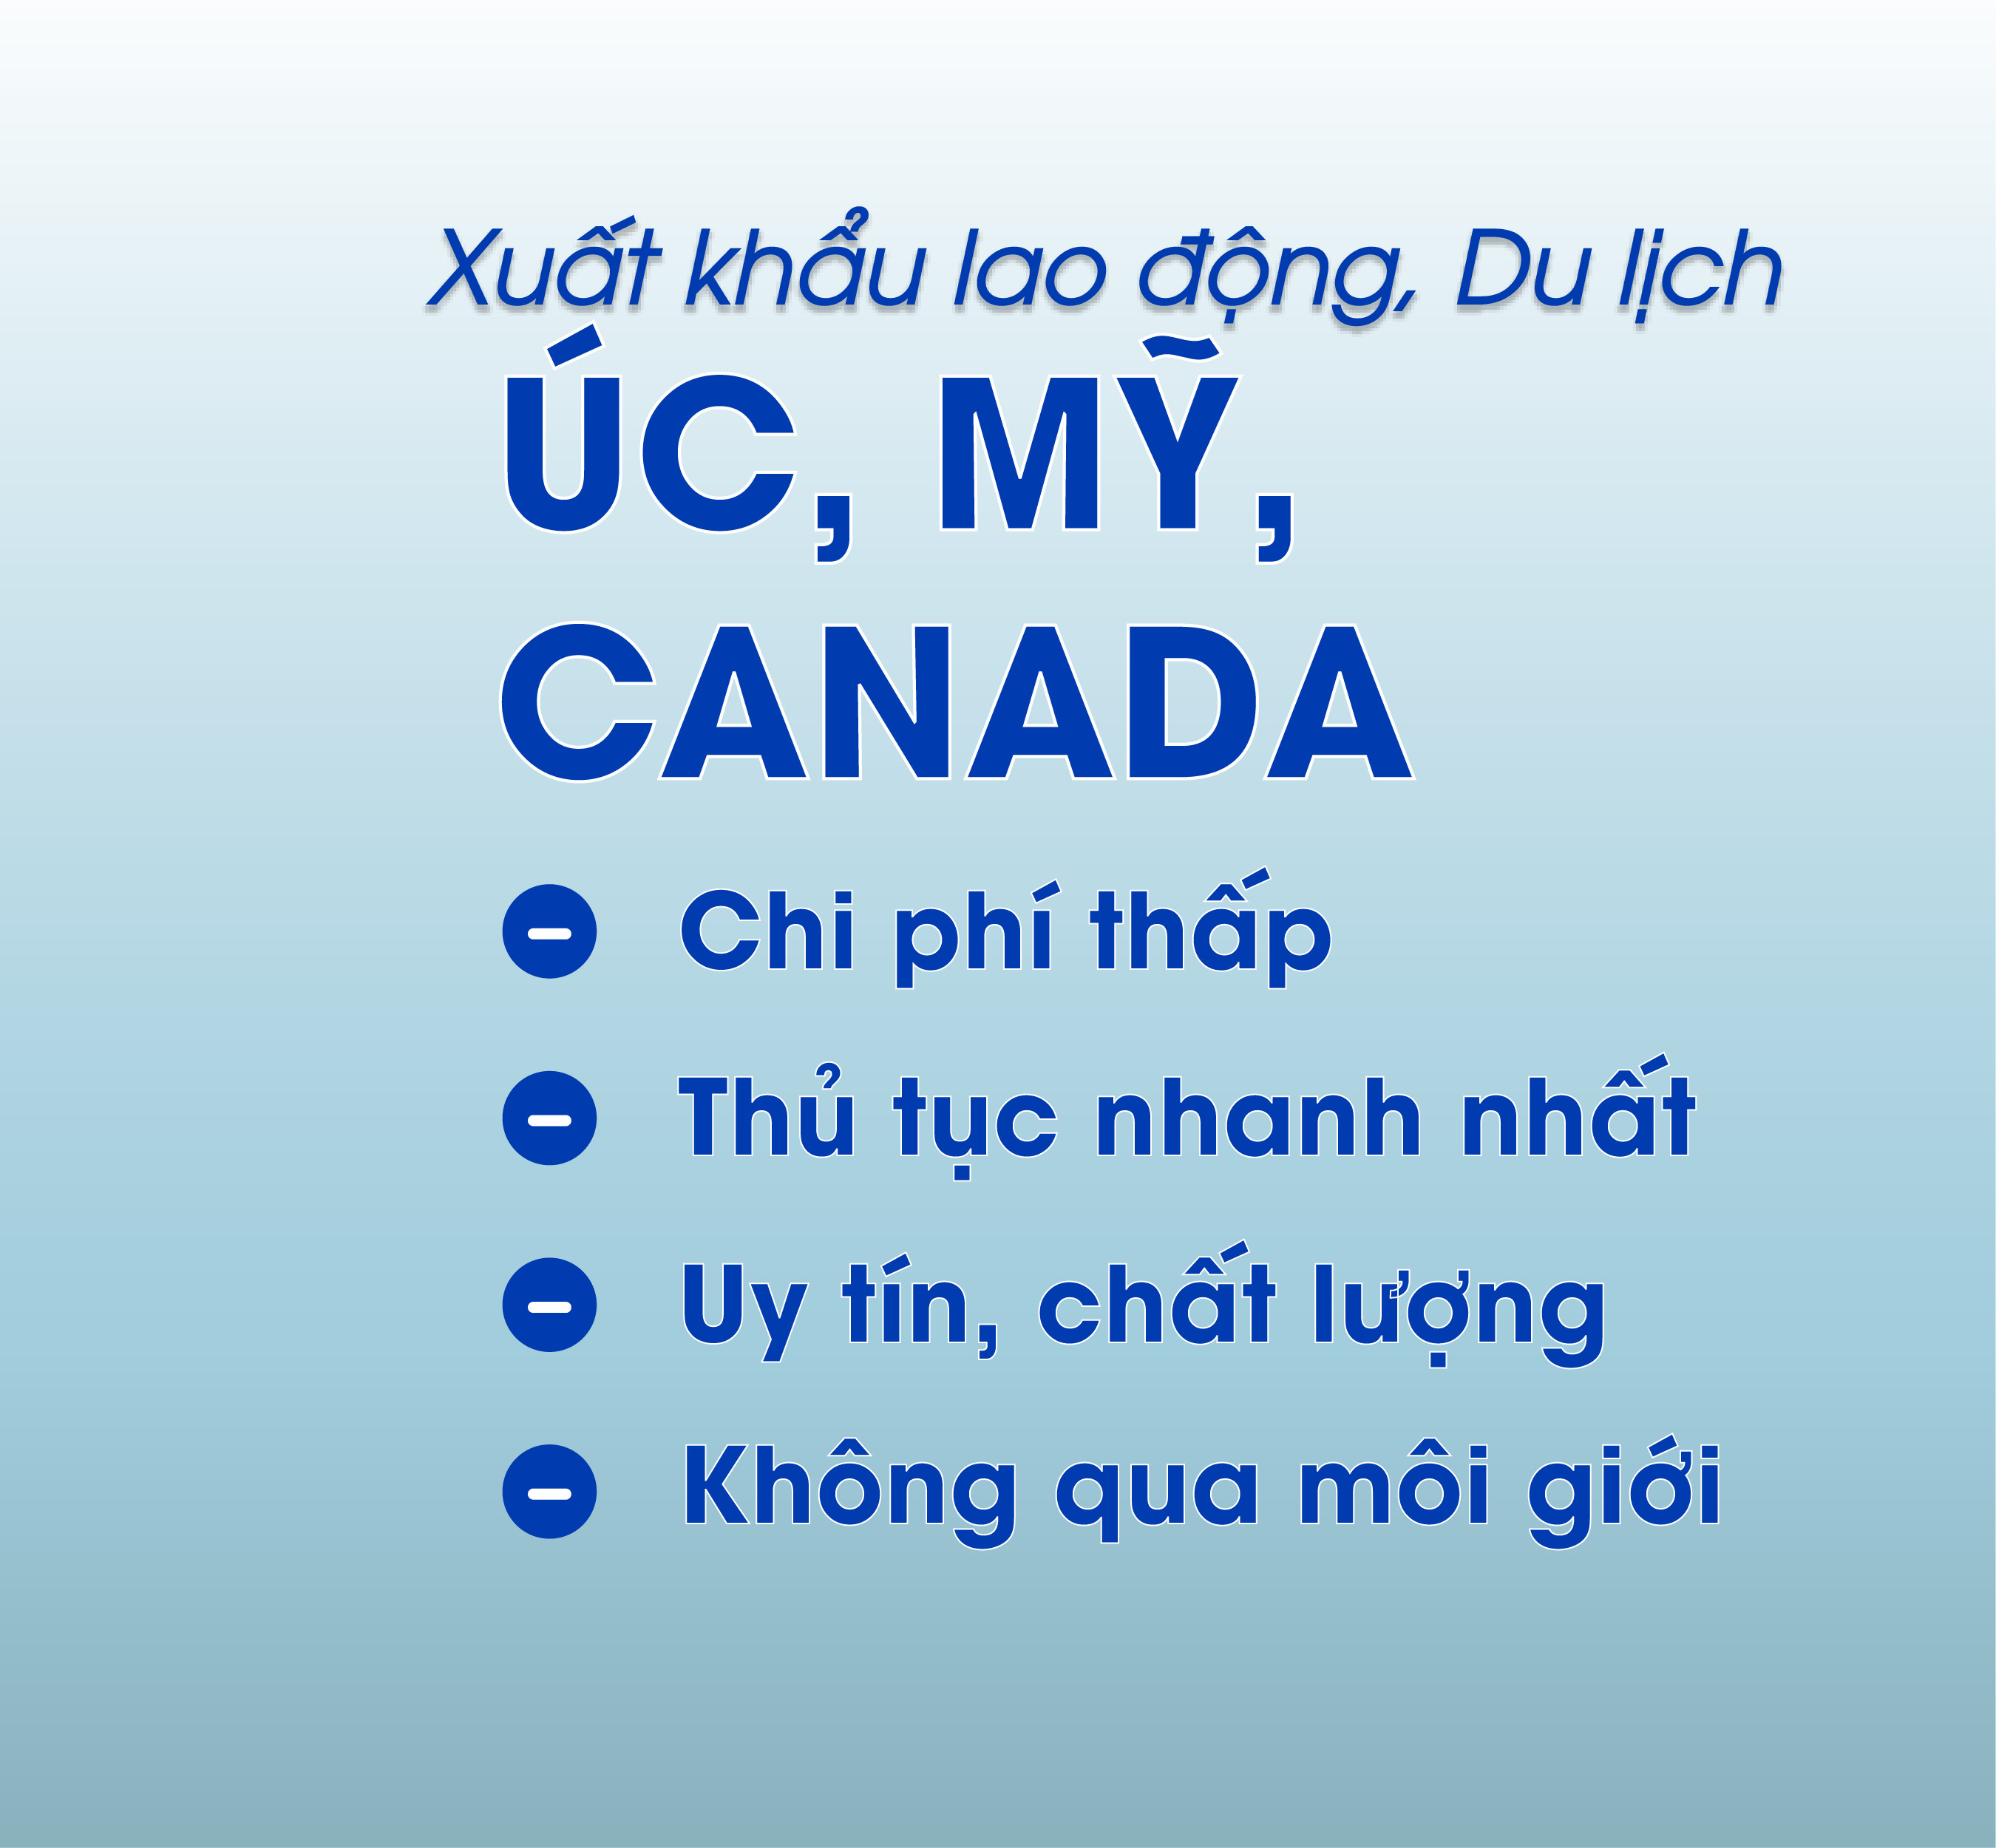 Xuất khẩu lao động, Du lịch
ÚC, MỸ,
CANADA
Chi phí thấp
Thủ tục nhanh nhất
Uy tín, chất lượng
Không qua môi giới